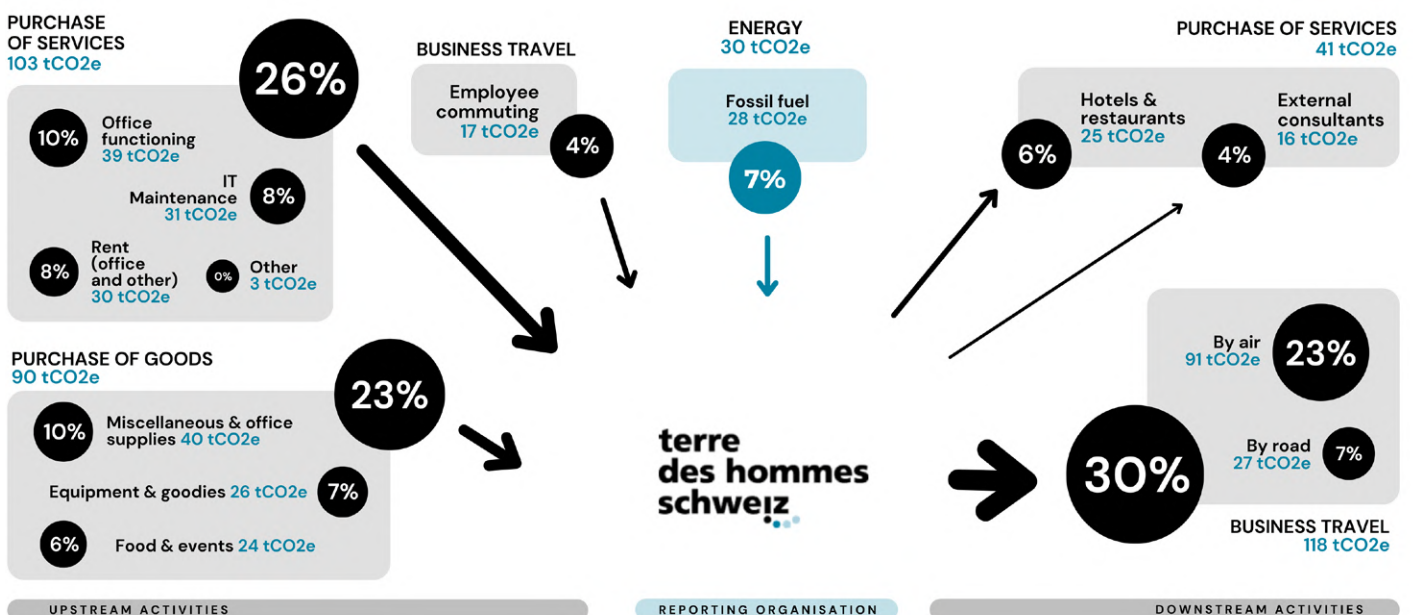 PURCHASE
OF SERVICES
103 tCO2e
26%
10%
Office
functioning
39 tCO2e
IT
Maintenance
31 tCO2e
8%
8%
Rent
(office
and other)
30 tCO2e
0%
Other
3 tCO2e
PURCHASE OF GOODS
90 tCO2e
23%
10%
Miscellaneous & office
supplies 40 tCO2e
Equipment & goodies 26 tCO2e
7%
6%
Food & events 24 tCO2e
UPSTREAM ACTIVITIES
BUSINESS TRAVEL
Employee
commuting
17 tCO2e
4%
ENERGY
30 tCO2e
Fossil fuel
28 tCO2e
7%
terre
des hommes
schweiz
REPORTING ORGANISATION
PURCHASE OF SERVICES
41 tCO2e
6%
Hotels &
restaurants
25 tCO2e
4%
External
consultants
16 tCO2e
By air
91 tCO2e
23%
By road
27 tCO2e
7%
30%
BUSINESS TRAVEL
118 tCO2e
DOWNSTREAM ACTIVITIES